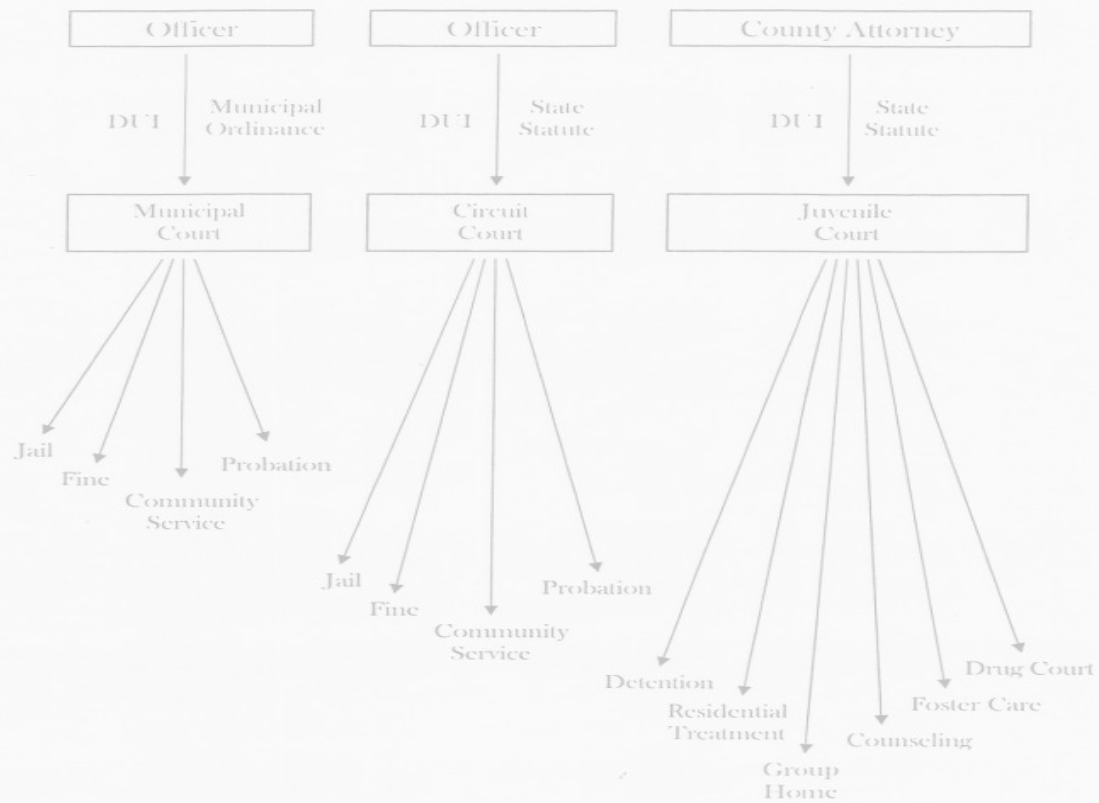 Officer
Officer
County Attorney
DUI
Municipal
Ordinance
DUI
State
Statute
DUI
State
Statute
Municipal
Court
Circuit
Court
Juvenile
Court
Jail
Fine
Community
Service
Probation
Jail
Fine
Community
Service
Probation
Detention
Residential
Treatment
Group
Home
Counseling
Foster Care
Drug Court